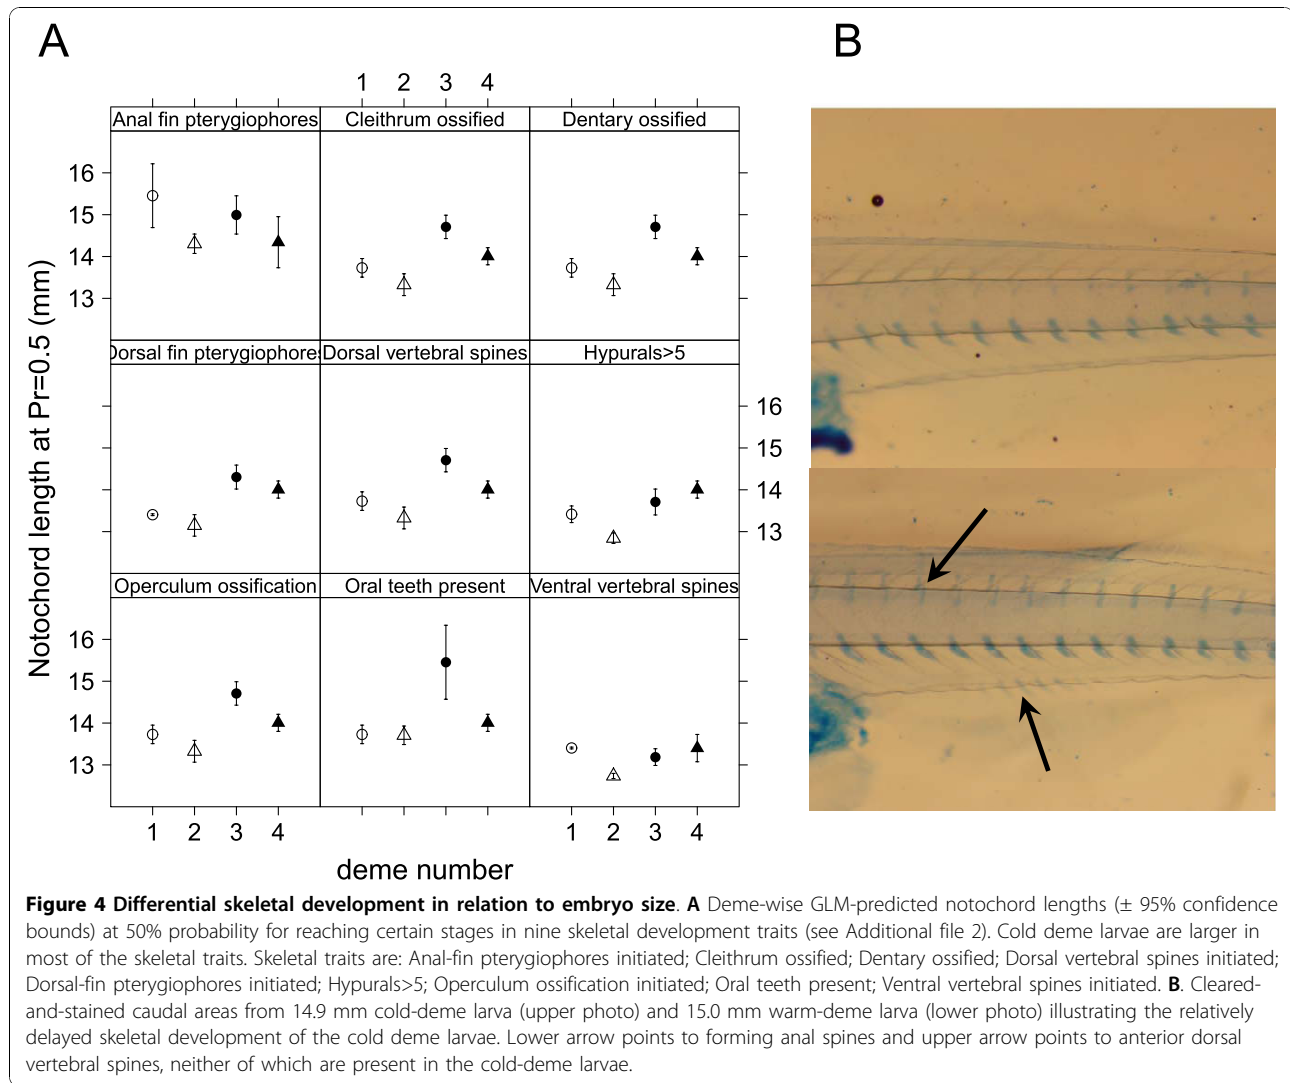 A
B
1 2 3 4
Anal fin pterygiophores Cleithrum ossified Dentary ossified
16
15
14
13
Dorsal fin pterygiophores Dorsal vertebral spines Hypurals>5
16
15
14
13
Operculum ossification Oral teeth present Ventral vertebral spines
16
15
14
13
1 2 3 4 1 2 3 4
deme number
Notochord length at Pr=0.5 (mm)
Figure 4 Differential skeletal development in relation to embryo size. A Deme-wise GLM-predicted notochord lengths (± 95% confidence
bounds) at 50% probability for reaching certain stages in nine skeletal development traits (see Additional file 2). Cold deme larvae are larger in
most of the skeletal traits. Skeletal traits are: Anal-fin pterygiophores initiated; Cleithrum ossified; Dentary ossified; Dorsal vertebral spines initiated;
Dorsal-fin pterygiophores initiated; Hypurals>5; Operculum ossification initiated; Oral teeth present; Ventral vertebral spines initiated. B. Cleared-
and-stained caudal areas from 14.9 mm cold-deme larva (upper photo) and 15.0 mm warm-deme larva (lower photo) illustrating the relatively
delayed skeletal development of the cold deme larvae. Lower arrow points to forming anal spines and upper arrow points to anterior dorsal
vertebral spines, neither of which are present in the cold-deme larvae.